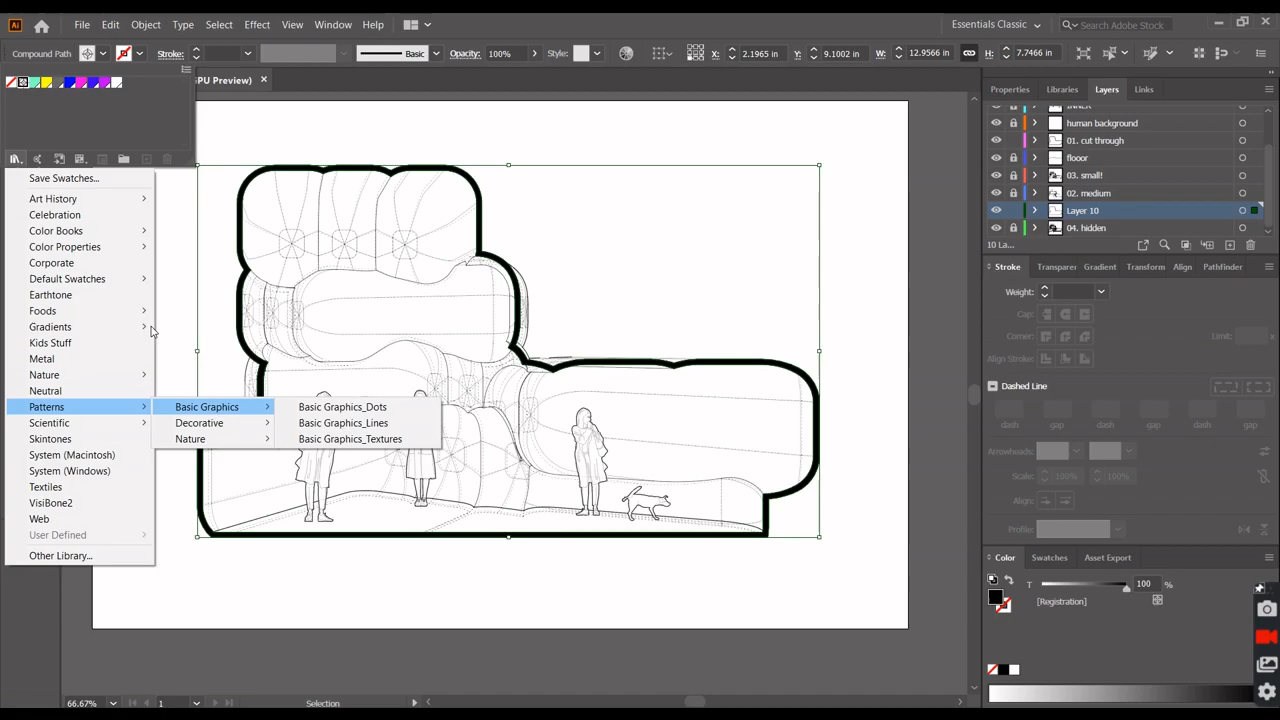 Ai File Edit Object Type Select Effect View Window Help Essentials Classic Search Adobe Stock
Compound Path Stroke: Basic Opacity: 100% Style: X: 2.1965 in Y: 9.1002 in W: 12.9566 in H: 7.7466 in
GPU Preview) ×
Properties Libraries Layers Links
human background
01. cut through
flooor
03. small!
02. medium
Layer 10
04. hidden
10 La...
Save Swatches...
Art History
Celebration
Color Books
Color Properties
Corporate
Default Swatches
Earthtone
Foods
Gradients
Kids Stuff
Metal
Nature
Neutral
Patterns
Scientific
Skintones
System (Macintosh)
System (Windows)
Textiles
VisiBone2
Web
User Defined
Other Library...
Basic Graphics
Decorative
Nature
Basic Graphics_Dots
Basic Graphics_Lines
Basic Graphics_Textures
Stroke Transparer Gradient Transform Align Pathfinder
Weight:
Cap:
Corner: Limit:
Align Stroke:
Dashed Line
dash gap dash gap dash gap
Arrowheads:
Scale: 100% 100%
Align:
Profile:
Color Swatches Asset Export
T 100 %
[Registration]
66.67% 1 Selection